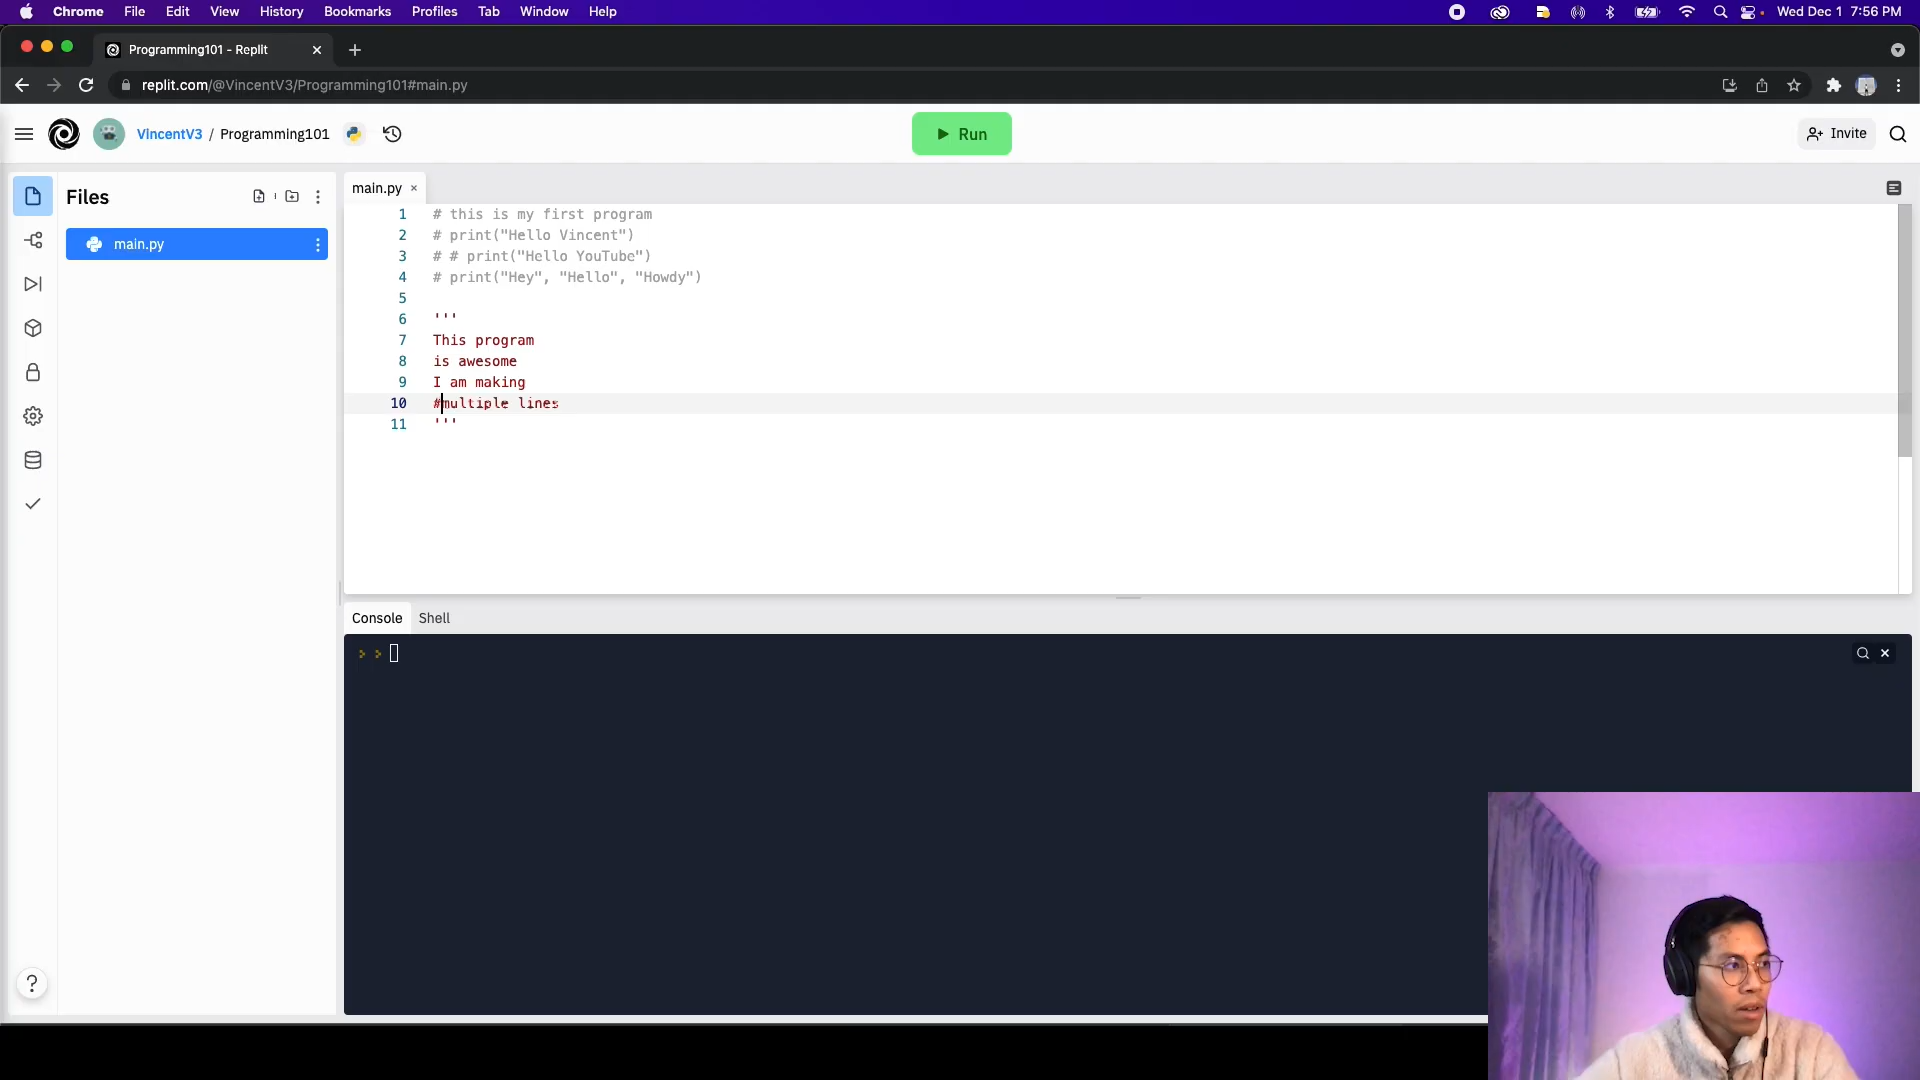 Chrome File Edit View History Bookmarks Profiles Tab Window Help Wed Dec 1 7:56 PM
Programming101 - Replit
replit.com/@VincentV3/Programming101#main.py
VincentV3 / Programming101 Run Invite
Files
main.py
main.py
1 # this is my first program
2 # print("Hello Vincent")
3 # # print("Hello YouTube")
4 # print("Hey", "Hello", "Howdy")
5
6 '''
7 This program
8 is awesome
9 I am making
10 #multiple lines
11 '''
Console Shell
?